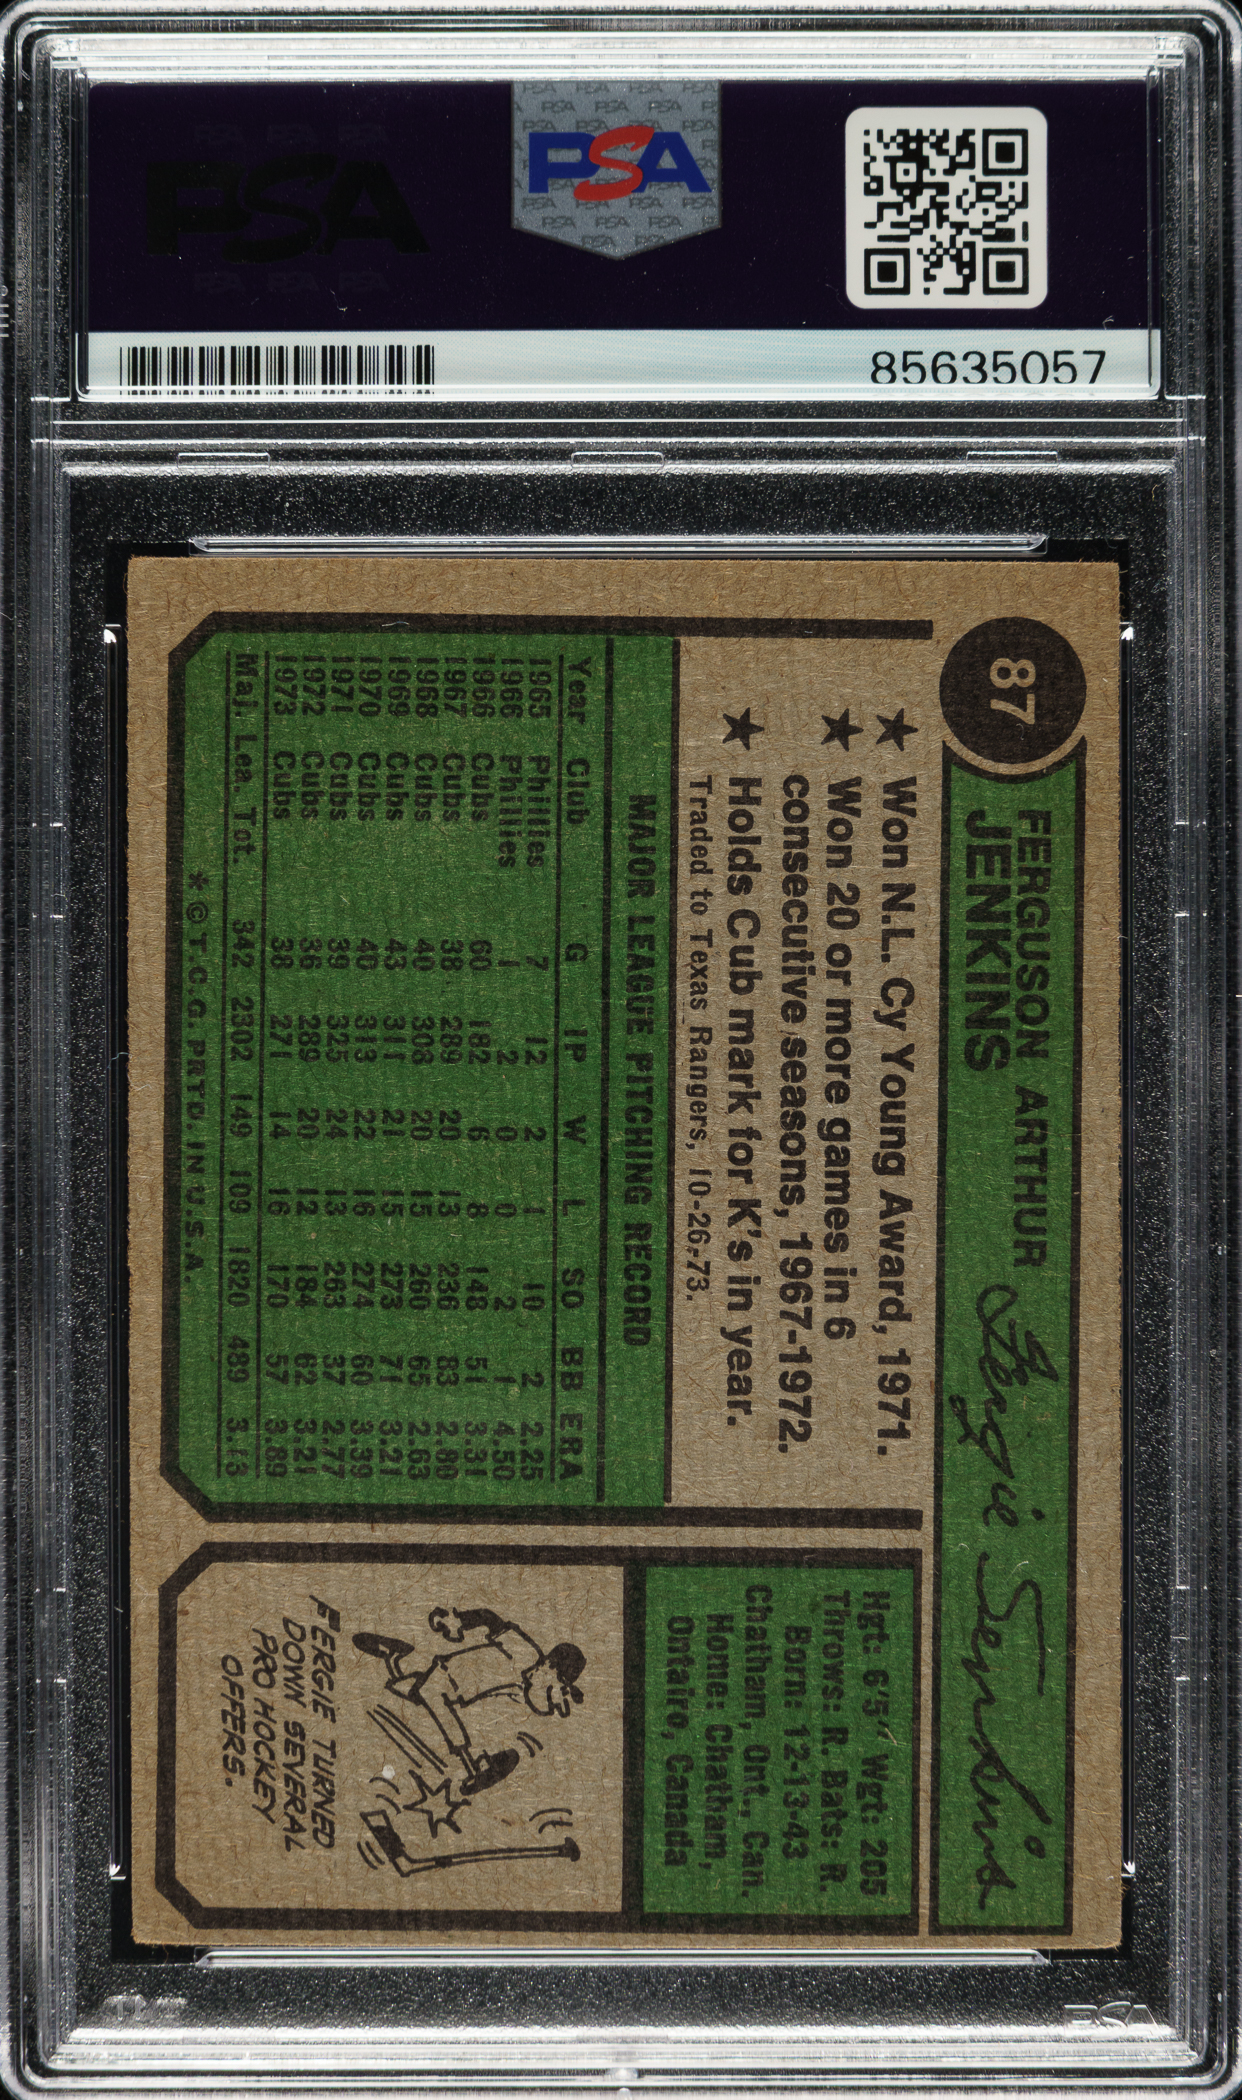 PSA
85635057
87
FERGUSON ARTHUR
JENKINS
Fergie Jenkins
★ Won N.L. Cy Young Award, 1971.
★ Won 20 or more games in 6
consecutive seasons, 1967-1972.
★ Holds Cub mark for K's in year.
Traded to Texas Rangers, 10-26-73.
MAJOR LEAGUE PITCHING RECORD
Year Club G IP W L SO BB ERA
1965 Phillies 7 12 2 1 10 2 2.25
1966 Phillies 1 2 0 0 2 1 4.50
1966 Cubs 60 182 6 8 148 51 3.31
1967 Cubs 38 289 20 13 236 83 2.80
1968 Cubs 40 308 20 15 260 65 2.63
1969 Cubs 43 311 21 15 273 71 3.21
1970 Cubs 40 313 22 16 274 60 3.39
1971 Cubs 39 325 24 13 263 37 2.77
1972 Cubs 36 289 20 12 184 62 3.21
1973 Cubs 38 271 14 16 170 57 3.89
Maj. Lea. Tot. 342 2302 149 109 1820 489 3.13
* © T.C.G. PRTD. IN U.S.A.
Hgt: 6'5" Wgt: 205
Throws: R. Bats: R.
Born: 12-13-43
Chatham, Ont., Can.
Home: Chatham,
Ontairo, Canada
FERGIE TURNED
DOWN SEVERAL
PRO HOCKEY
OFFERS.
PSA